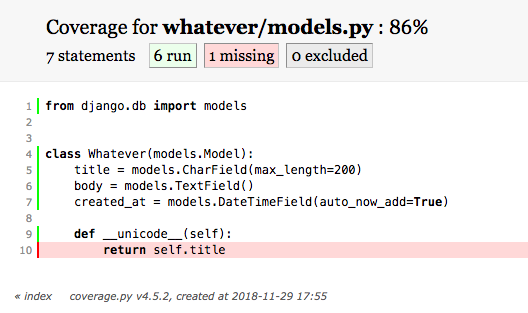 Coverage for whatever/models.py : 86%
7 statements 6 run 1 missing 0 excluded
1 from django.db import models
2
3
4 class Whatever(models.Model):
5     title = models.CharField(max_length=200)
6     body = models.TextField()
7     created_at = models.DateTimeField(auto_now_add=True)
8
9     def __unicode__(self):
10         return self.title
« index coverage.py v4.5.2, created at 2018-11-29 17:55